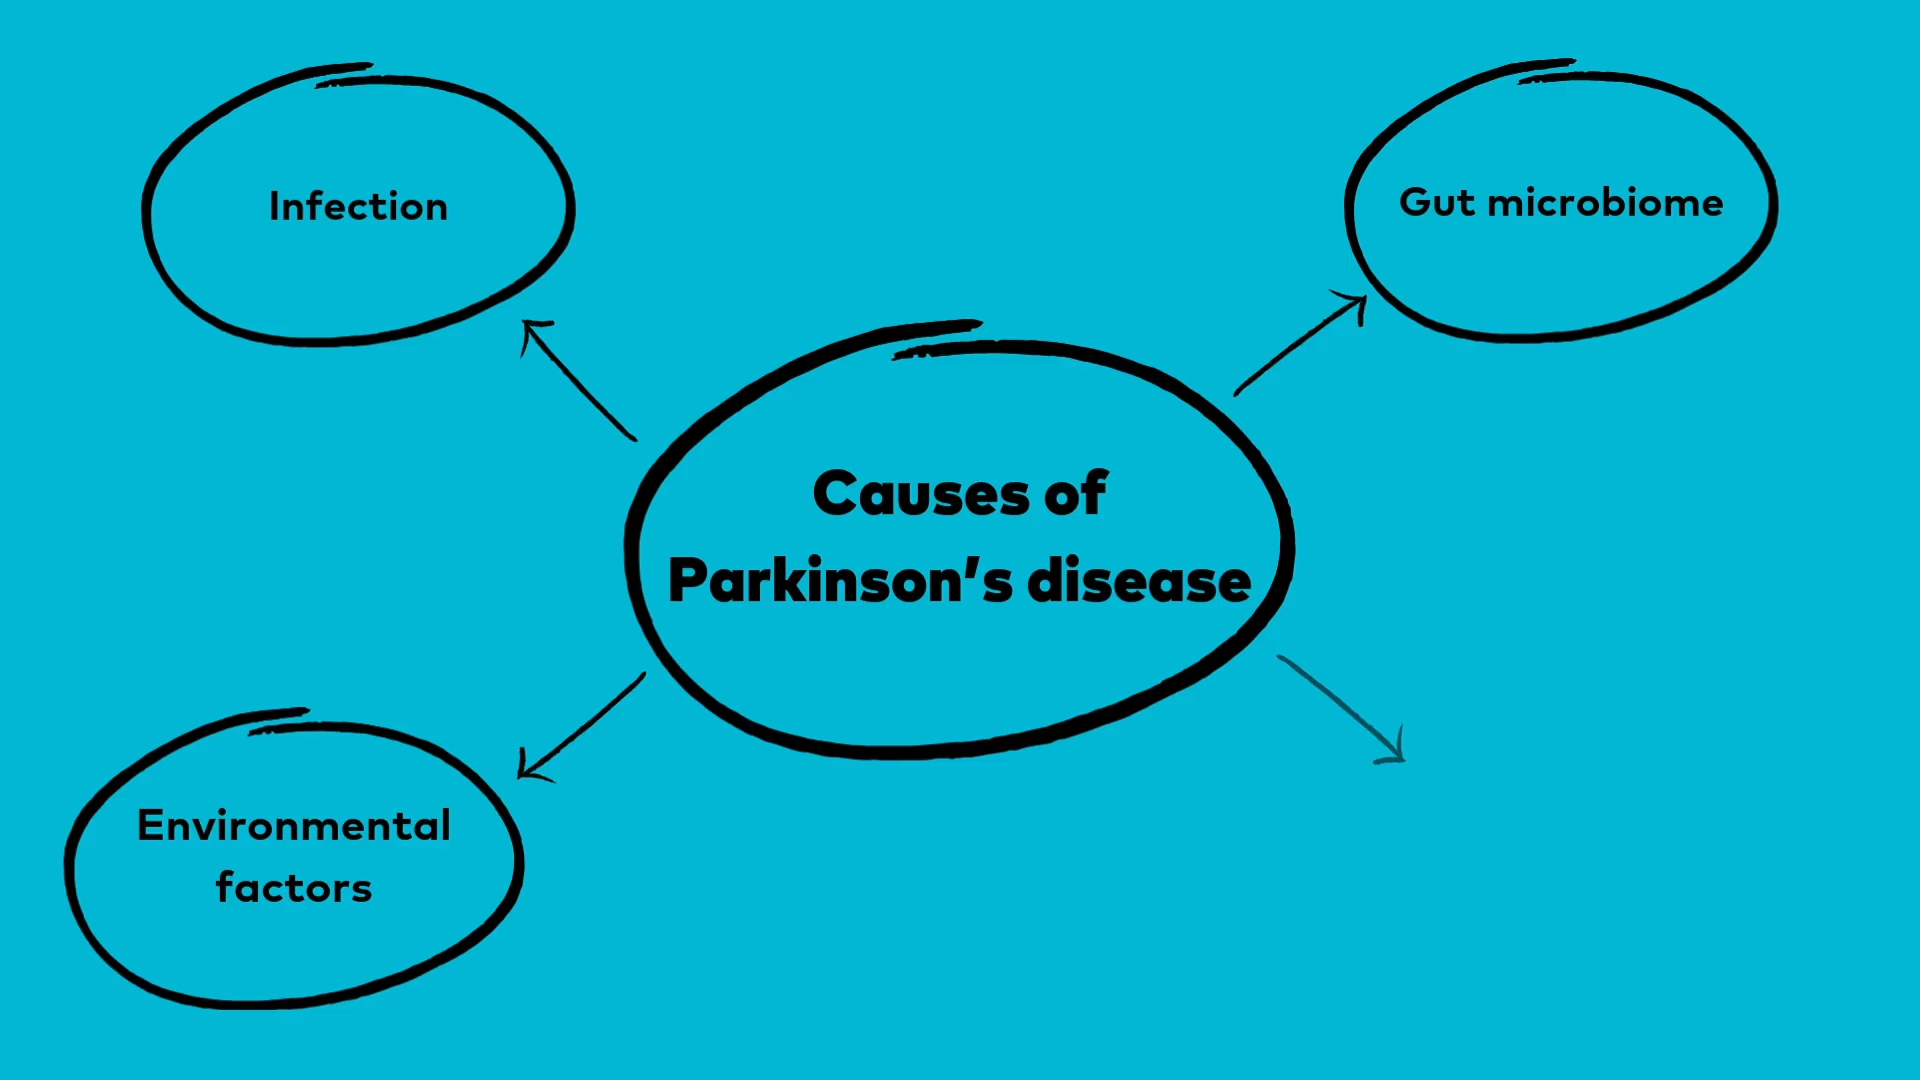 Infection
Gut microbiome
Causes of
Parkinson's disease
Environmental
factors